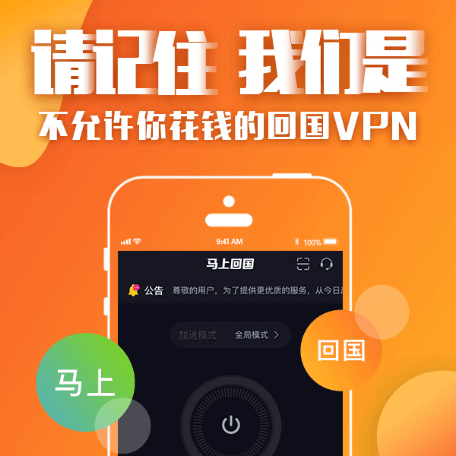 请记住 我们是
不允许你花钱的回国VPN
9:41 AM
100%
马上回国
公告 尊敬的用户，为了提供更优质的服务，从今日
加速模式 全局模式
回国
马上